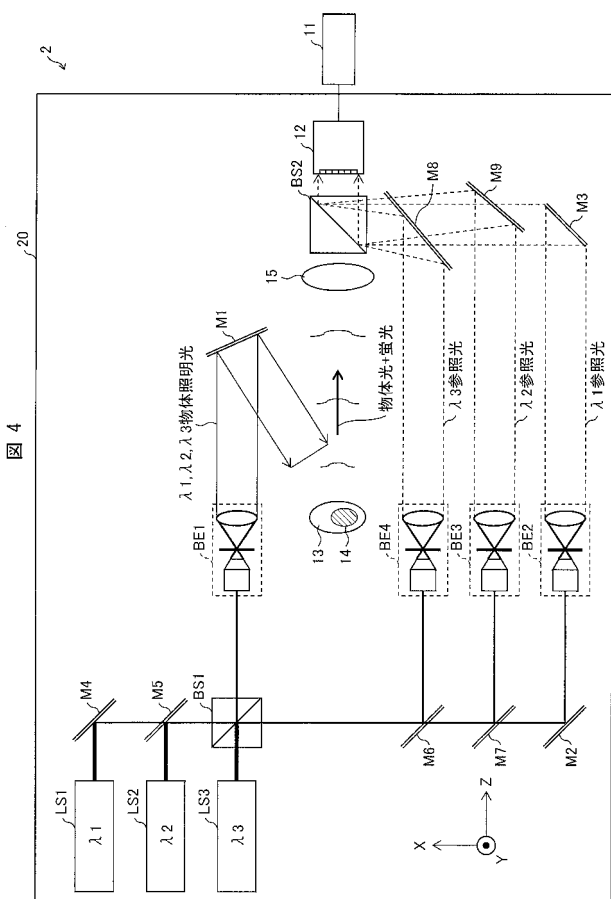 図 4
20
2
LS1
λ1
M4
LS2
λ2
M5
LS3
λ3
BS1
BE1
λ1,λ2,λ3物体照明光
M1
13
14
物体光+蛍光
15
BS2
12
11
BE4
λ3参照光
M8
BE3
λ2参照光
M9
BE2
λ1参照光
M3
M6
M7
M2
X
Y
Z